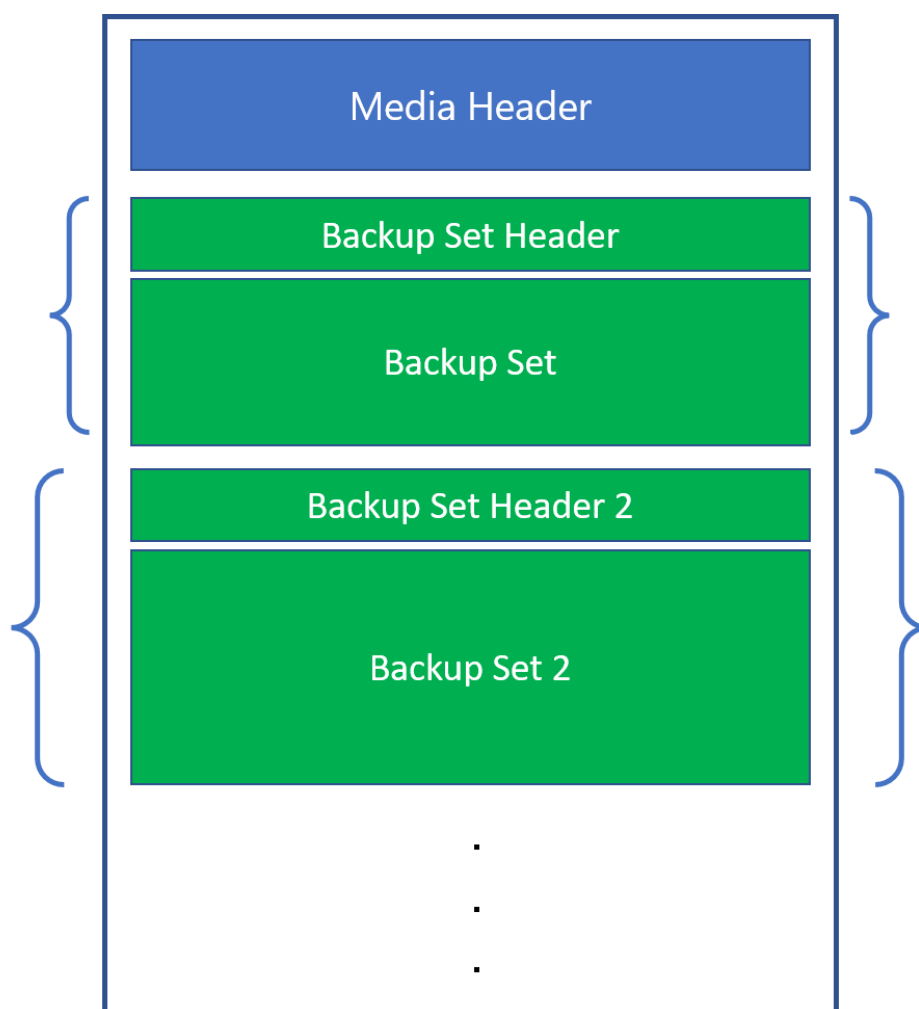 Media Header
Backup Set Header
Backup Set
Backup Set Header 2
Backup Set 2
.
.
.